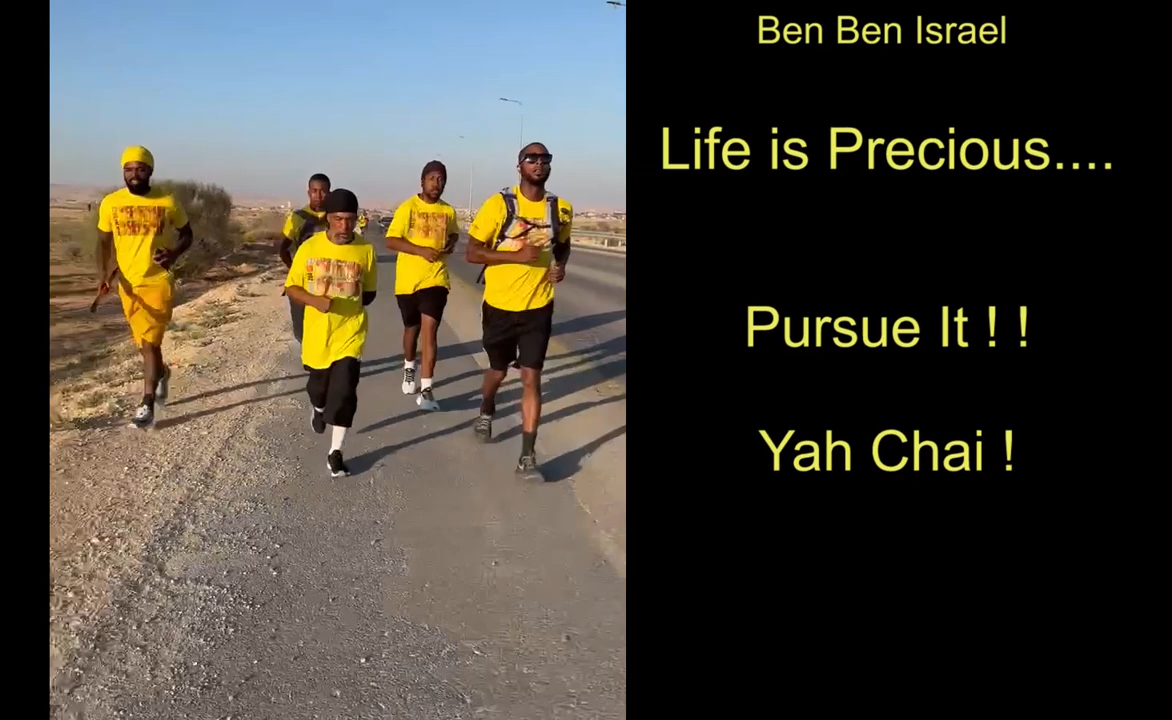 Ben Ben Israel
Life is Precious....
Pursue It ! !
Yah Chai !